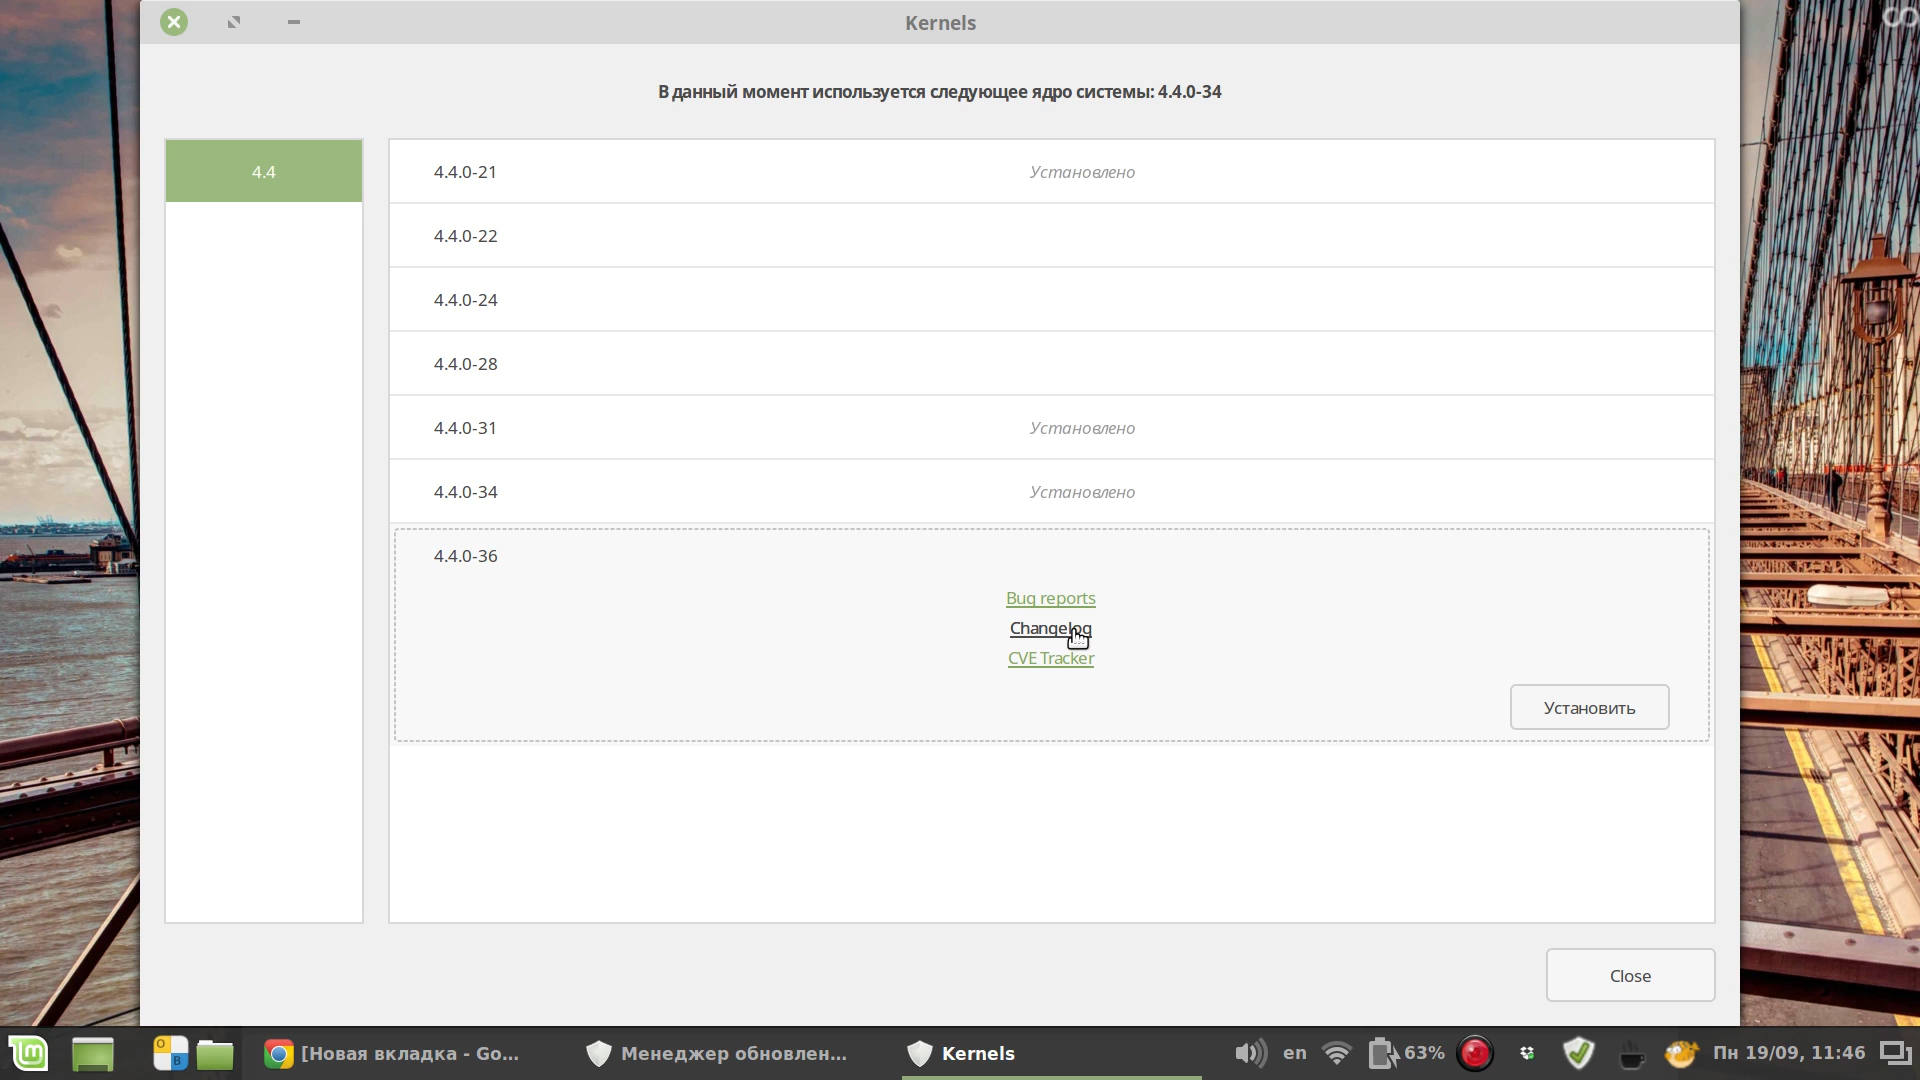 Kernels
В данный момент используется следующее ядро системы: 4.4.0-34
4.4
4.4.0-21 Установлено
4.4.0-22
4.4.0-24
4.4.0-28
4.4.0-31 Установлено
4.4.0-34 Установлено
4.4.0-36
Bug reports
Changelog
CVE Tracker
Установить
Close
O B [Новая вкладка - Go... Менеджер обновлен... Kernels en 63% Пн 19/09, 11:46